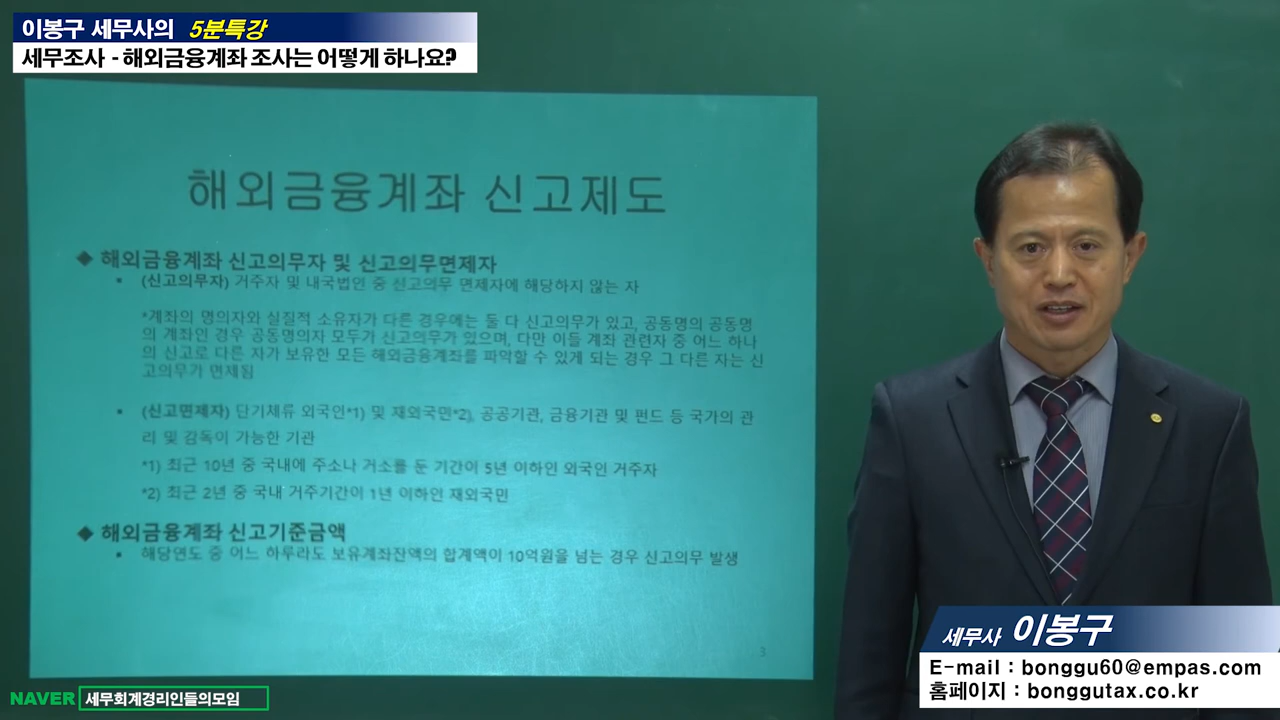 이봉구 세무사의 5분특강
세무조사 - 해외금융계좌 조사는 어떻게 하나요?
해외금융계좌 신고제도
◆ 해외금융계좌 신고의무자 및 신고의무면제자
▪ (신고의무자) 거주자 및 내국법인 중 신고의무 면제자에 해당하지 않는 자
*계좌의 명의자와 실질적 소유자가 다른 경우에는 둘 다 신고의무가 있고, 공동명의 공동명
의 계좌인 경우 공동명의자 모두가 신고의무가 있으며, 다만 이들 계좌 관련자 중 어느 하나
의 신고로 다른 자가 보유한 모든 해외금융계좌를 파악할 수 있게 되는 경우 그 다른 자는 신
고의무가 면제됨
▪ (신고면제자) 단기체류 외국인*1) 및 재외국민*2), 공공기관, 금융기관 및 펀드 등 국가의 관
리 및 감독이 가능한 기관
*1) 최근 10년 중 국내에 주소나 거소를 둔 기간이 5년 이하인 외국인 거주자
*2) 최근 2년 중 국내 거주기간이 1년 이하인 재외국민
◆ 해외금융계좌 신고기준금액
▪ 해당연도 중 어느 하루라도 보유계좌잔액의 합계액이 10억원을 넘는 경우 신고의무 발생
3
세무사 이봉구
E-mail : bonggu60@empas.com
홈페이지 : bonggutax.co.kr
NAVER 세무회계경리인들의모임